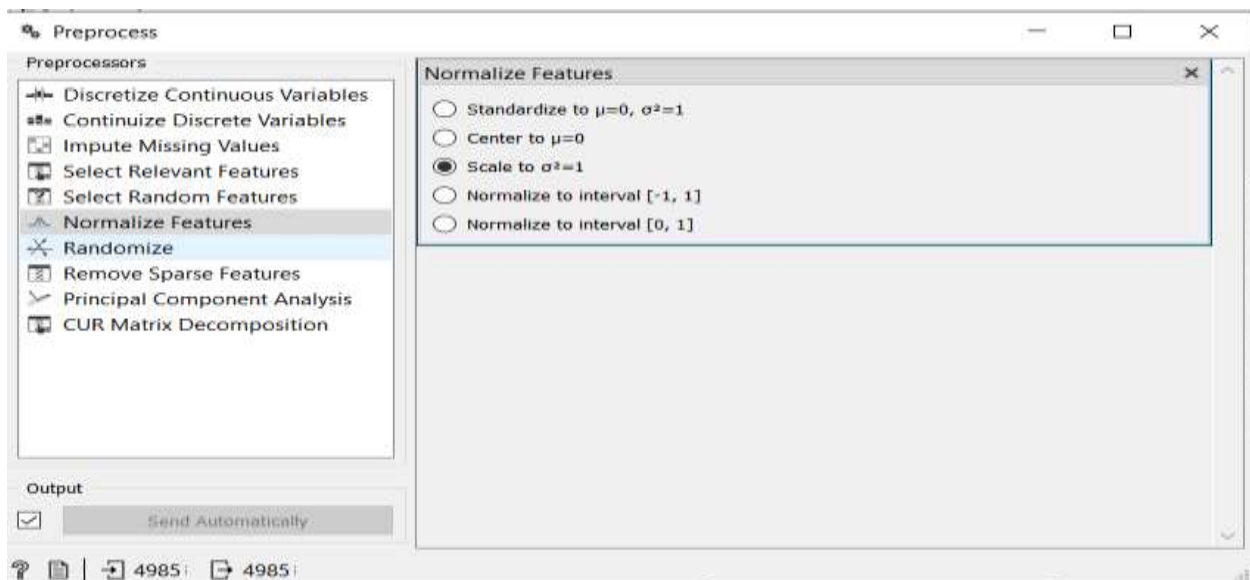 Preprocess
Preprocessors
Discretize Continuous Variables
Continuize Discrete Variables
Impute Missing Values
Select Relevant Features
Select Random Features
Normalize Features
Randomize
Remove Sparse Features
Principal Component Analysis
CUR Matrix Decomposition
Output
Send Automatically
? 4985 4985
Normalize Features
Standardize to μ=0, σ²=1
Center to μ=0
Scale to σ²=1
Normalize to interval [-1, 1]
Normalize to interval [0, 1]